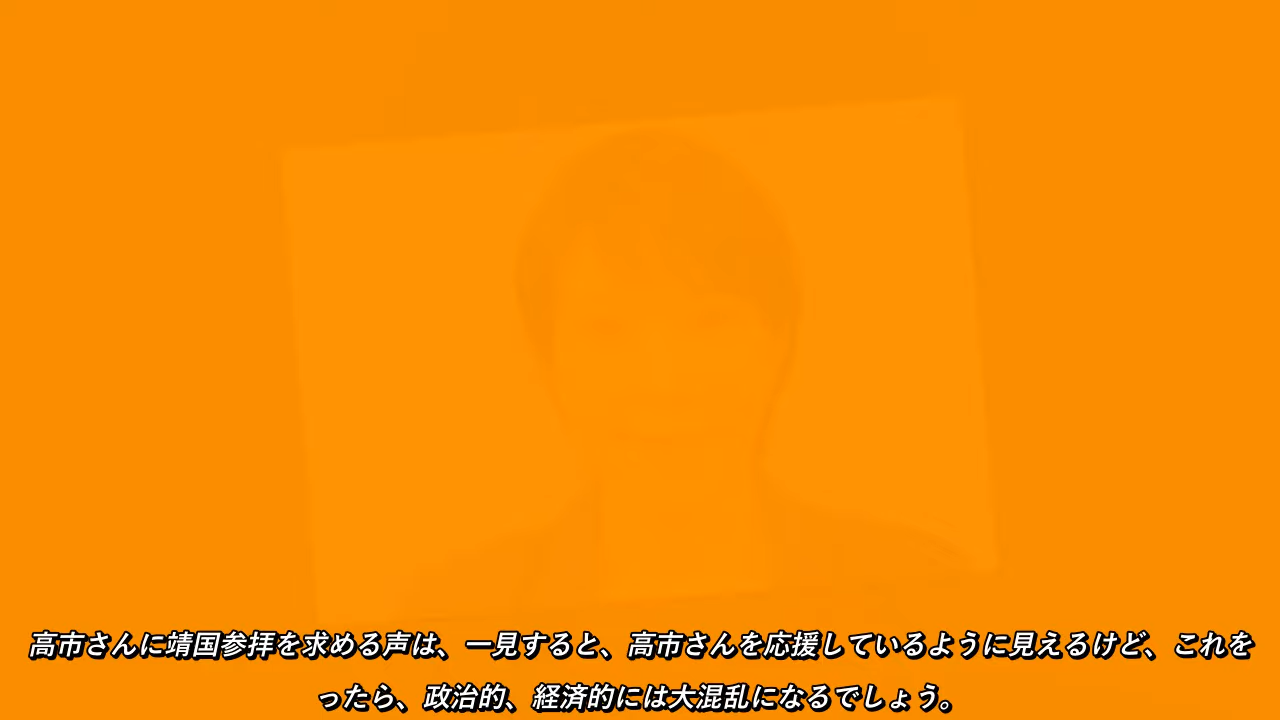 高市さんに靖国参拝を求める声は、一見すると、高市さんを応援しているように見えるけど、これを
ったら、政治的、経済的には大混乱になるでしょう。